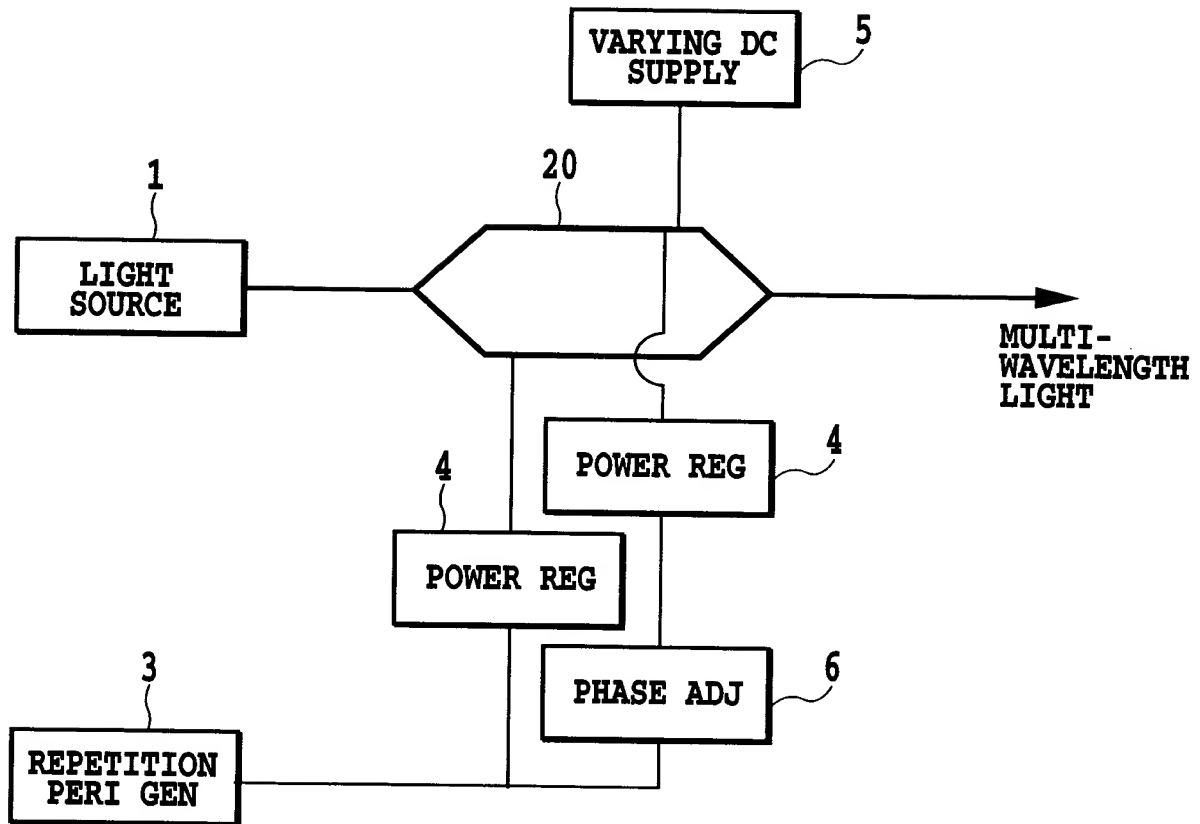 VARYING DC
SUPPLY
5
20
1
LIGHT
SOURCE
MULTI-
WAVELENGTH
LIGHT
POWER REG
4
4
POWER REG
PHASE ADJ
6
3
REPETITION
PERI GEN